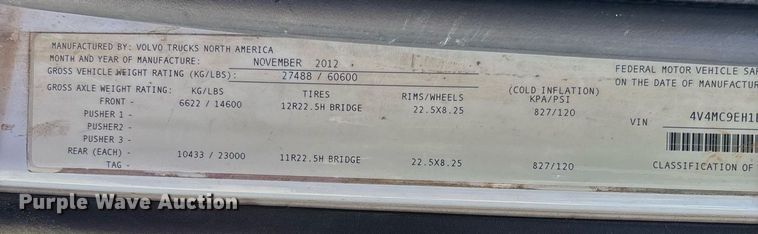 MANUFACTURED BY: VOLVO TRUCKS NORTH AMERICA
MONTH AND YEAR OF MANUFACTURE: NOVEMBER 2012
GROSS VEHICLE WEIGHT RATING (KG/LBS) 27488 / 60600
GROSS AXLE WEIGHT RATING: KG/LBS TIRES RIMS/WHEELS (COLD INFLATION) KPA/PSI
FRONT - 6622 / 14600 12R22.5H BRIDGE 22.5X8.25 827/120
PUSHER 1 -
PUSHER2 -
PUSHER 3 -
REAR (EACH) - 10433 / 23000 11R22.5H BRIDGE 22.5X8.25 827/120
TAG -
FEDERAL MOTOR VEHICLE SAF
ON THE DATE OF MANUFACTUR
VIN 4V4MC9EH1
CLASSIFICATION OF
Purple Wave Auction